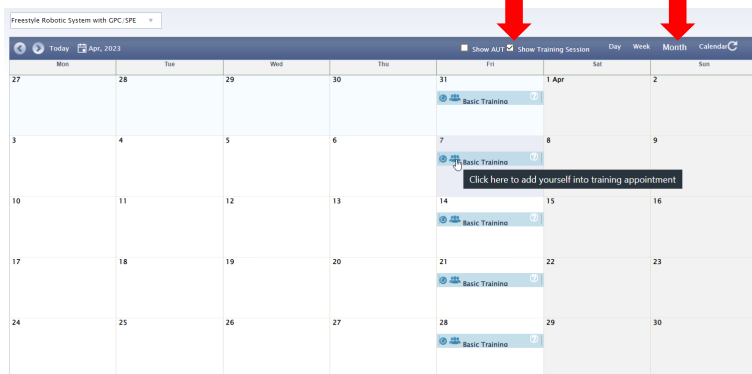 Freestyle Robotic System with GPC/SPE
Today Apr, 2023 Show AUT Show Training Session Day Week Month Calendar
Mon Tue Wed Thu Fri Sat Sun
27 28 29 30 31 1 Apr 2
Basic Training
3 4 5 6 7 8 9
Basic Training
Click here to add yourself into training appointment
10 11 12 13 14 15 16
Basic Training
17 18 19 20 21 22 23
Basic Training
24 25 26 27 28 29 30
Basic Training